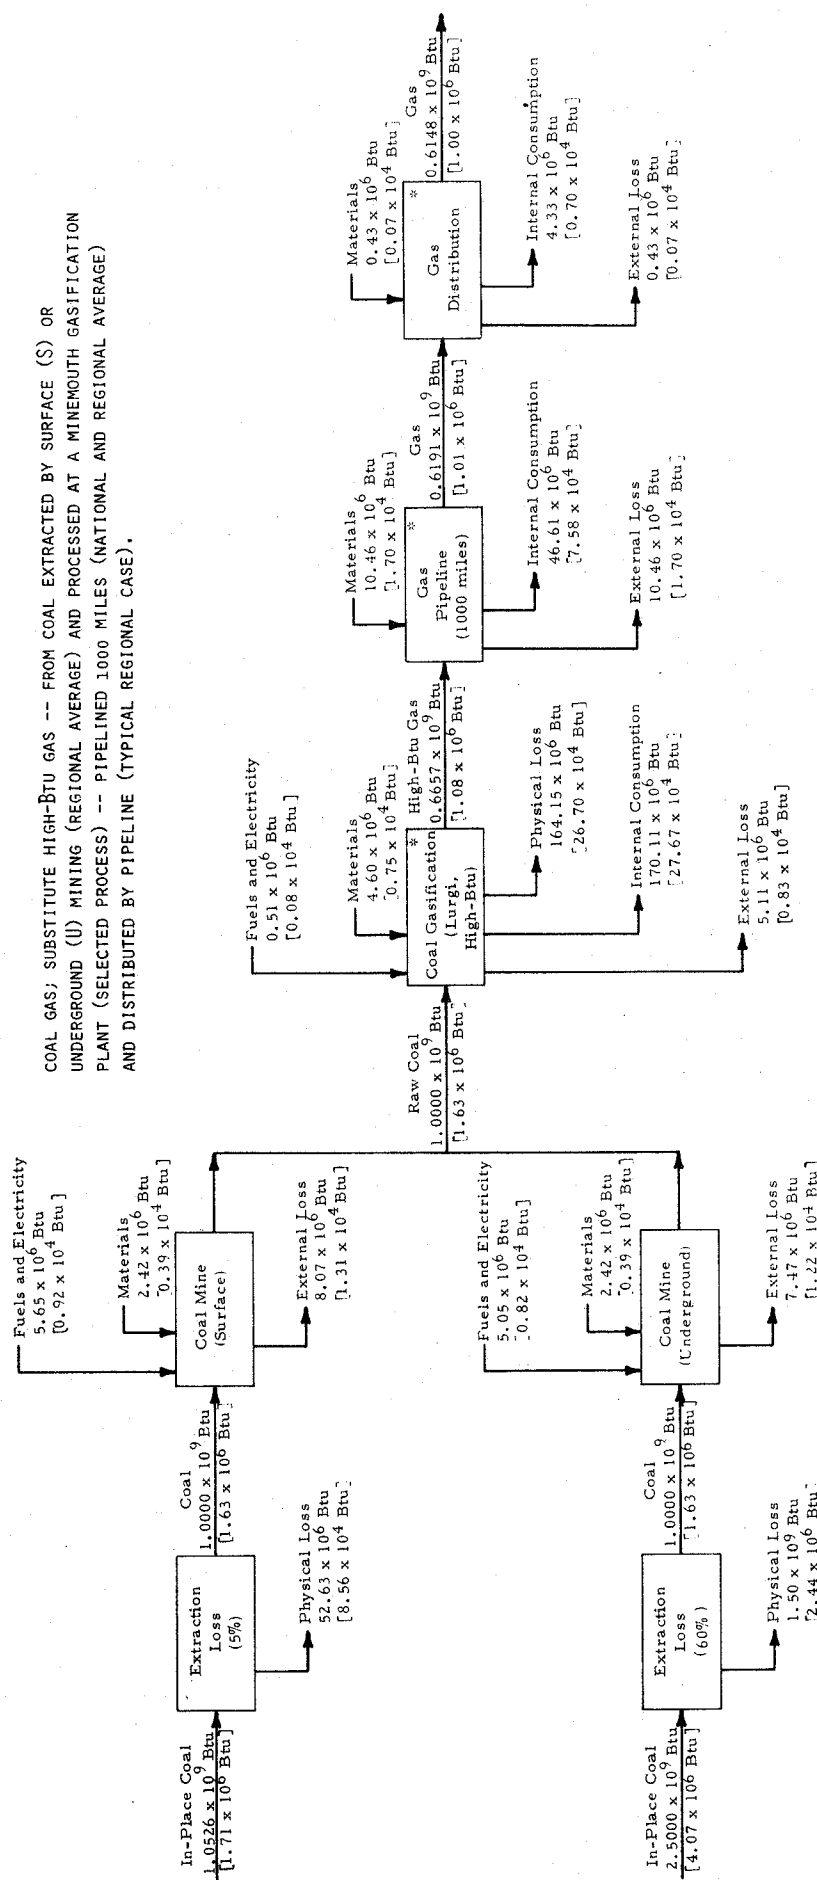 COAL GAS; SUBSTITUTE HIGH-BTU GAS -- FROM COAL EXTRACTED BY SURFACE (S) OR
UNDERGROUND (U) MINING (REGIONAL AVERAGE) AND PROCESSED AT A MINEMOUTH GASIFICATION
PLANT (SELECTED PROCESS) -- PIPELINED 1000 MILES (NATIONAL AND REGIONAL AVERAGE)
AND DISTRIBUTED BY PIPELINE (TYPICAL REGIONAL CASE).
In-Place Coal
1.0526 x 10^9 Btu
[1.71 x 10^6 Btu]
Extraction
Loss
(5%)
Physical Loss
52.63 x 10^6 Btu
[8.56 x 10^4 Btu]
Coal
1.0000 x 10^9 Btu
[1.63 x 10^6 Btu]
Fuels and Electricity
5.65 x 10^6 Btu
[0.92 x 10^4 Btu]
Materials
2.42 x 10^6 Btu
[0.39 x 10^4 Btu]
Coal Mine
(Surface)
External Loss
8.07 x 10^6 Btu
[1.31 x 10^4 Btu]
In-Place Coal
2.5000 x 10^9 Btu
[4.07 x 10^6 Btu]
Extraction
Loss
(60%)
Physical Loss
1.50 x 10^9 Btu
[2.44 x 10^6 Btu]
Coal
1.0000 x 10^9 Btu
[1.63 x 10^6 Btu]
Fuels and Electricity
5.05 x 10^6 Btu
[0.82 x 10^4 Btu]
Materials
2.42 x 10^6 Btu
[0.39 x 10^4 Btu]
Coal Mine
(Underground)
External Loss
7.47 x 10^6 Btu
[1.22 x 10^4 Btu]
Raw Coal
1.0000 x 10^9 Btu
[1.63 x 10^6 Btu]
Fuels and Electricity
0.51 x 10^6 Btu
[0.08 x 10^4 Btu]
Materials
4.60 x 10^6 Btu
[0.75 x 10^4 Btu]
*
Coal Gasification
(Lurgi,
High-Btu)
Physical Loss
164.15 x 10^6 Btu
[26.70 x 10^4 Btu]
Internal Consumption
170.11 x 10^6 Btu
[27.67 x 10^4 Btu]
External Loss
5.11 x 10^6 Btu
[0.83 x 10^4 Btu]
High-Btu Gas
0.6657 x 10^9 Btu
[1.08 x 10^6 Btu]
Materials
10.46 x 10^6 Btu
[1.70 x 10^4 Btu]
*
Gas
Pipeline
(1000 miles)
Internal Consumption
46.61 x 10^6 Btu
[7.58 x 10^4 Btu]
External Loss
10.46 x 10^6 Btu
[1.70 x 10^4 Btu]
Gas
0.6191 x 10^9 Btu
[1.01 x 10^6 Btu]
Materials
0.43 x 10^6 Btu
[0.07 x 10^4 Btu]
*
Gas
Distribution
Internal Consumption
4.33 x 10^6 Btu
[0.70 x 10^4 Btu]
External Loss
0.43 x 10^6 Btu
[0.07 x 10^4 Btu]
Gas
0.6148 x 10^9 Btu
[1.00 x 10^6 Btu]